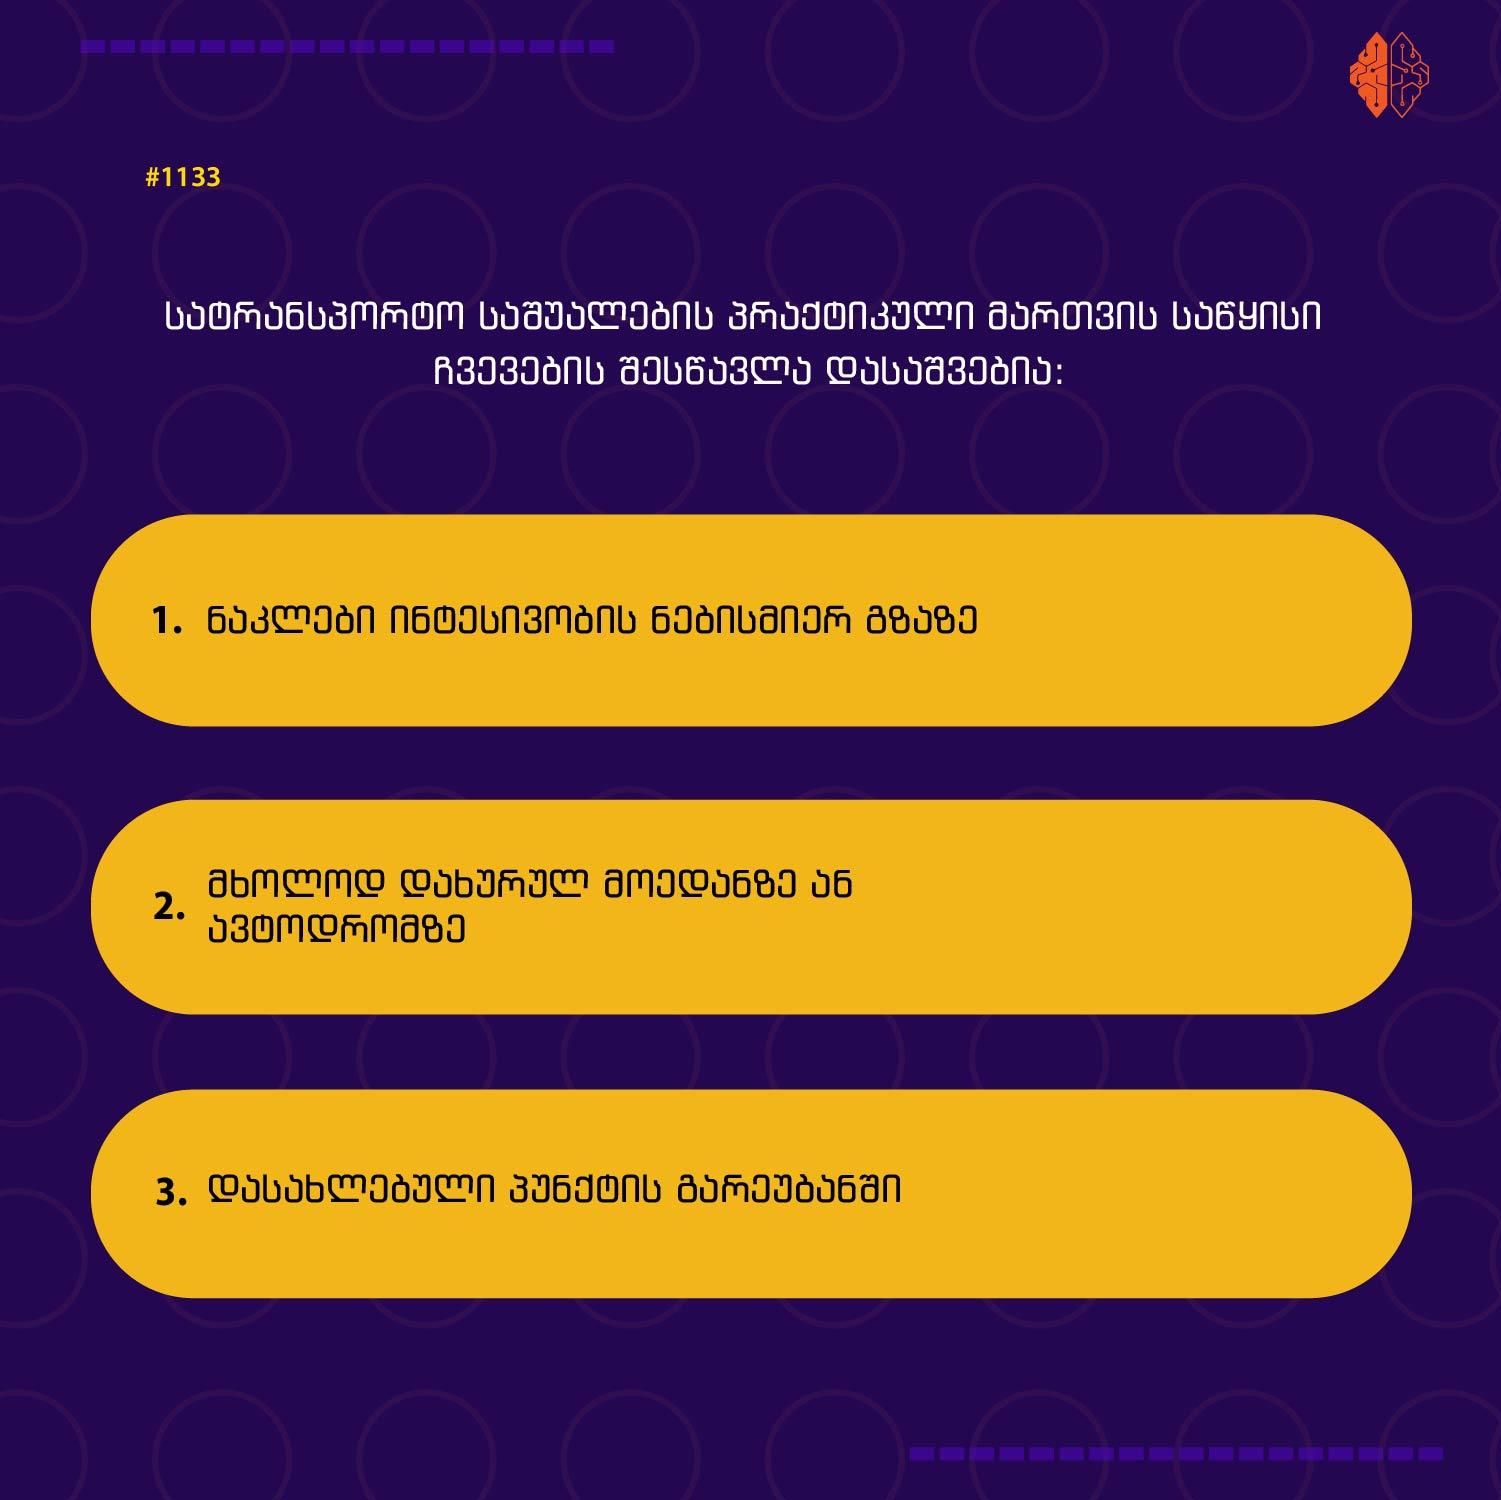 #1133
სატრანსპორტო საშუალების პრაქტიკული მართვის საწყისი
ჩვევების შესწავლა დასაშვებია:
1. ნაკლები ინტესივობის ნებისმიერ გზაზე
2. მხოლოდ დახურულ მოედანზე ან
ავტოდრომზე
3. დასახლებული პუნქტის გარეუბანში